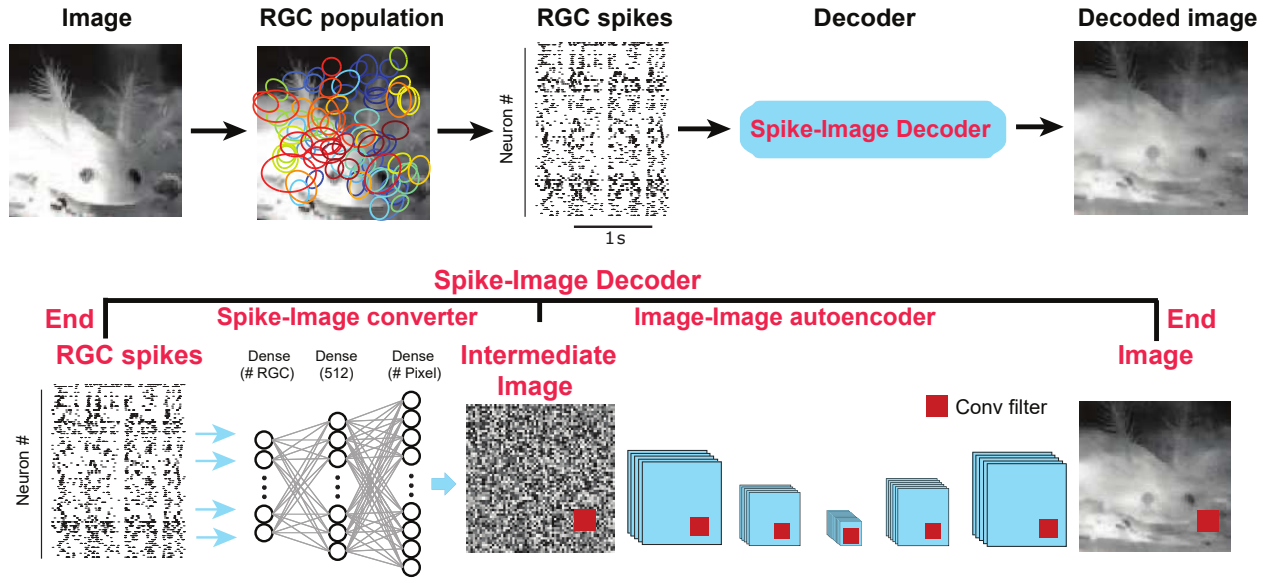 Image
RGC population
RGC spikes
Decoder
Decoded image
Neuron #
Spike-Image Decoder
1s
Spike-Image Decoder
End
Spike-Image converter
Image-Image autoencoder
End
RGC spikes
Dense
(# RGC)
Dense
(512)
Dense
(# Pixel)
Intermediate
Image
Image
Conv filter
Neuron #